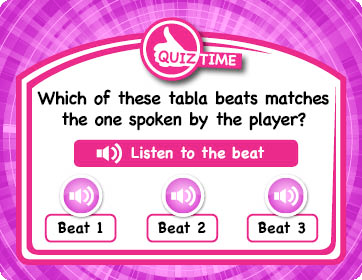 QUIZ TIME
Which of these tabla beats matches
the one spoken by the player?
Listen to the beat
Beat 1
Beat 2
Beat 3